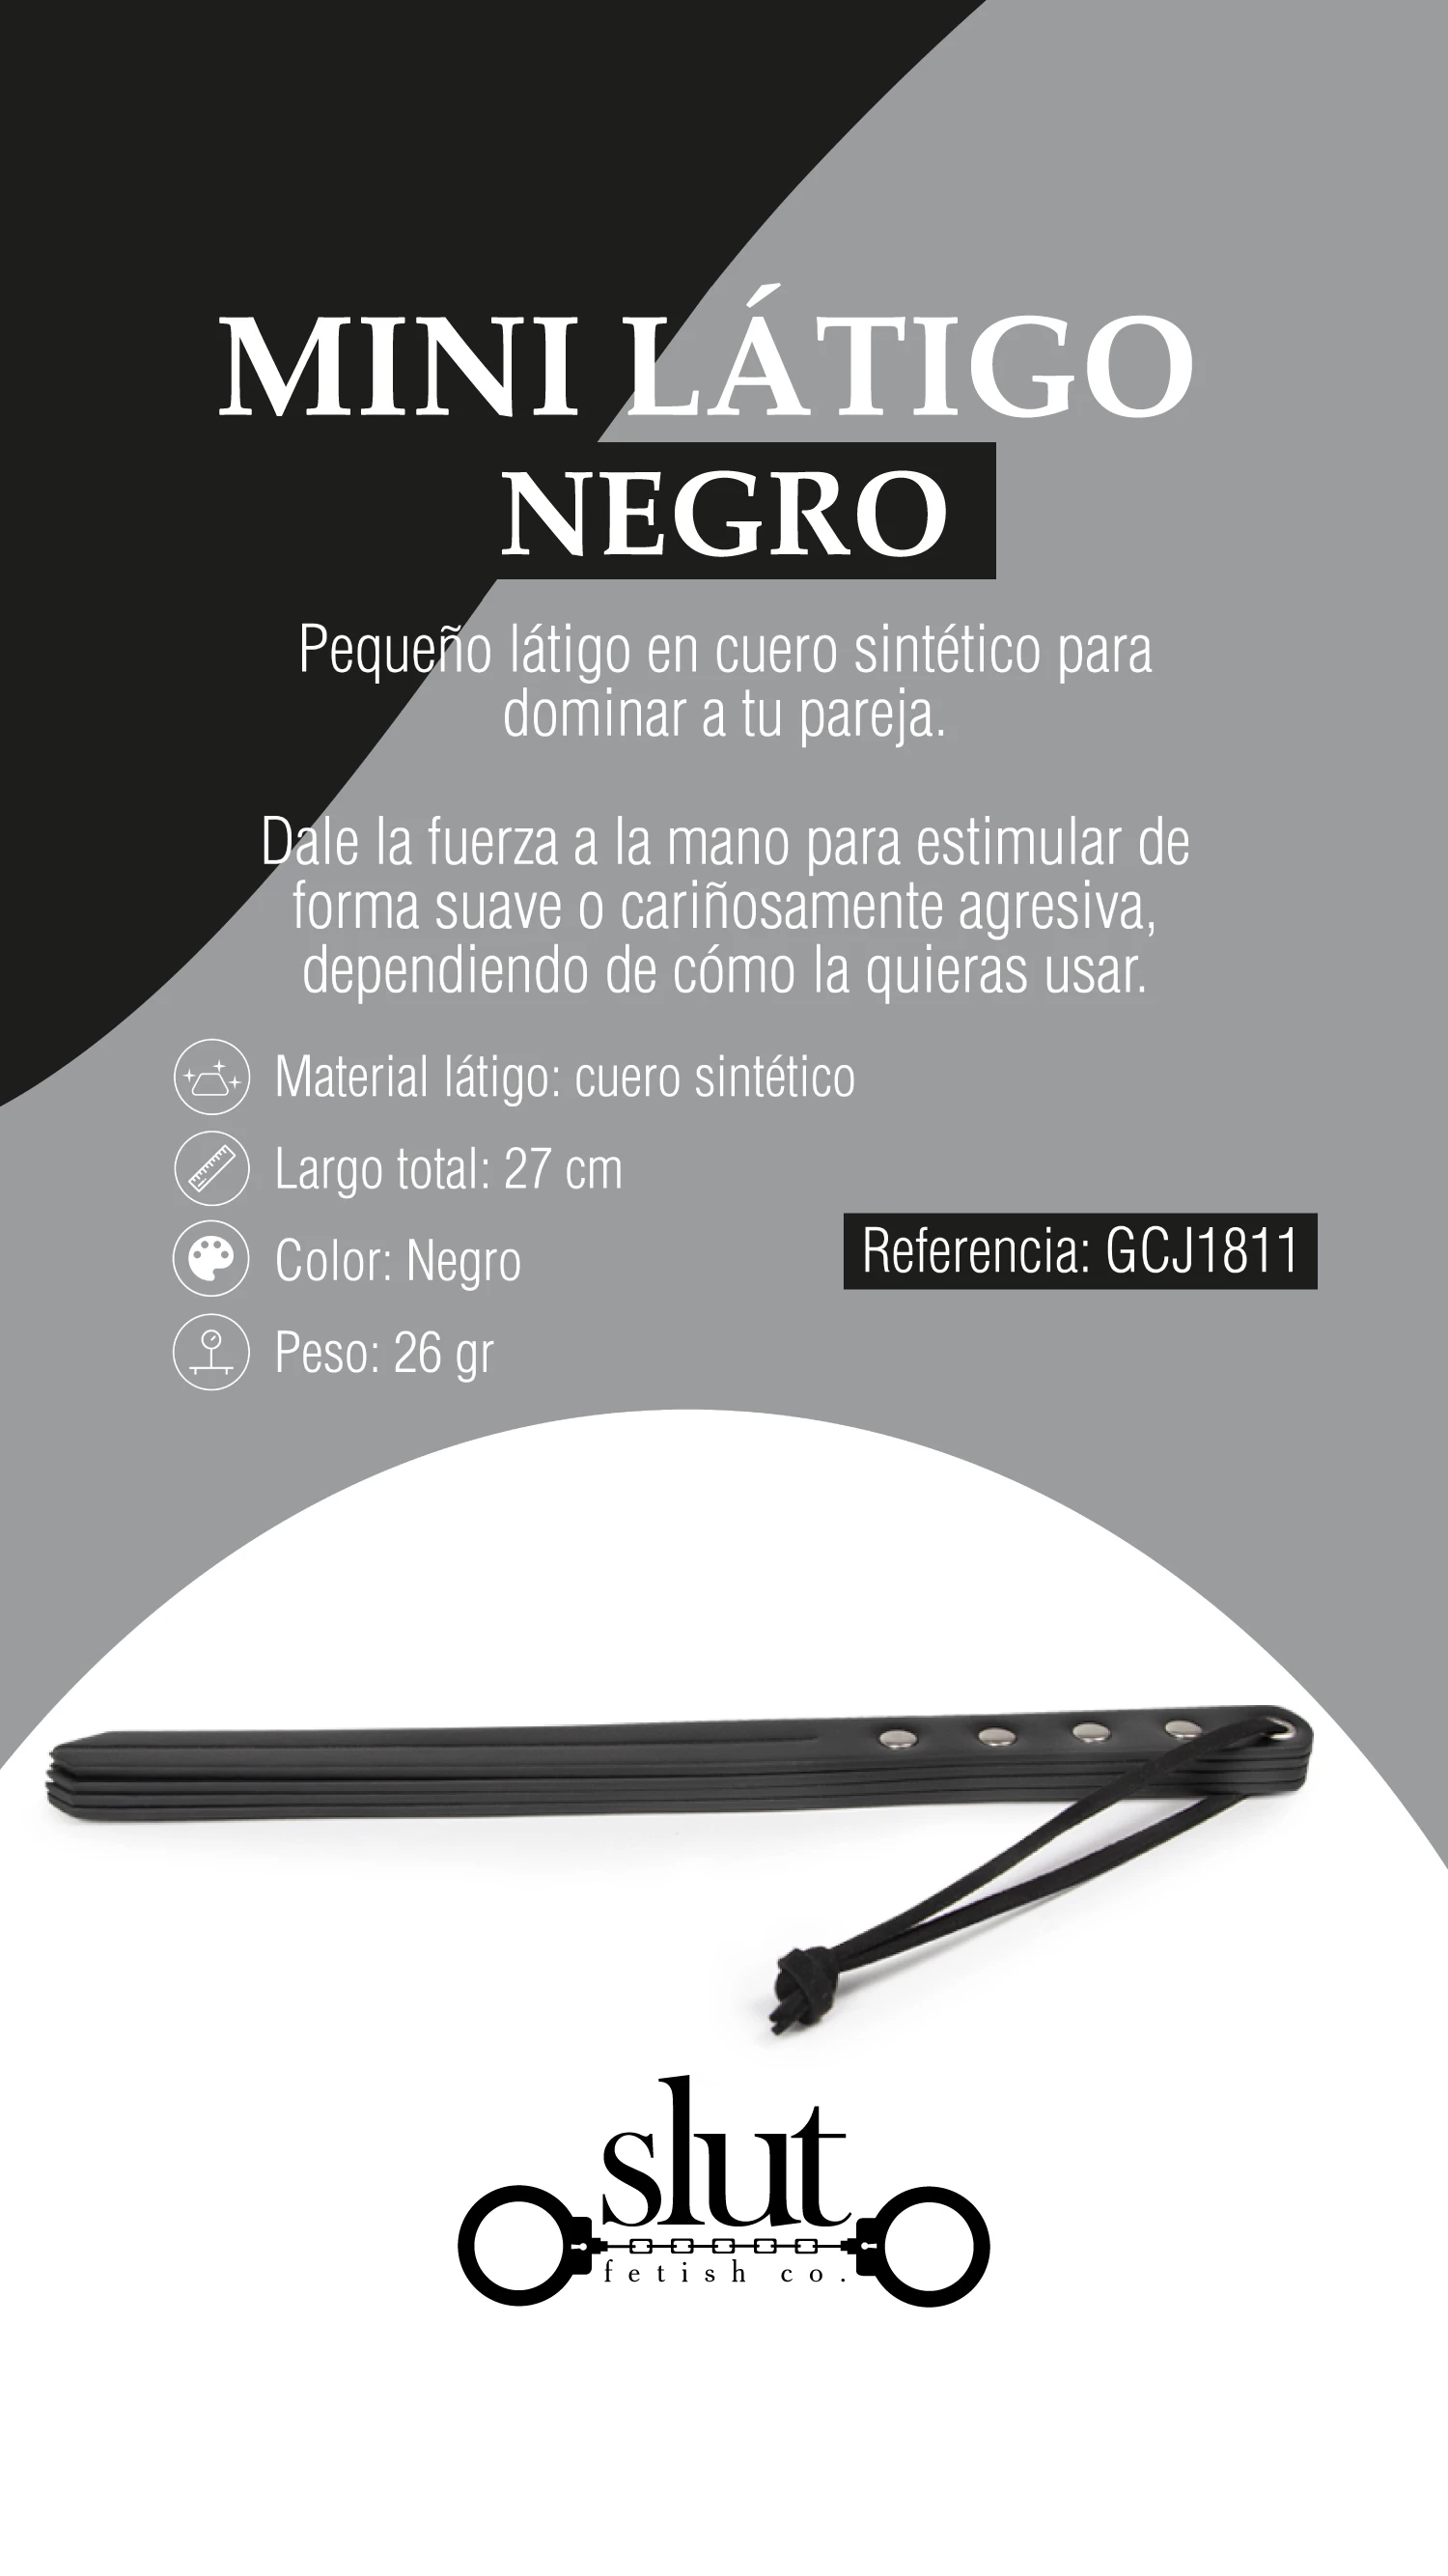 MINI LÁTIGO
NEGRO
Pequeño látigo en cuero sintético para
dominar a tu pareja.
Dale la fuerza a la mano para estimular de
forma suave o cariñosamente agresiva,
dependiendo de cómo la quieras usar.
Material látigo: cuero sintético
Largo total: 27 cm
Color: Negro
Peso: 26 gr
Referencia: GCJ1811
slut
fetish co.